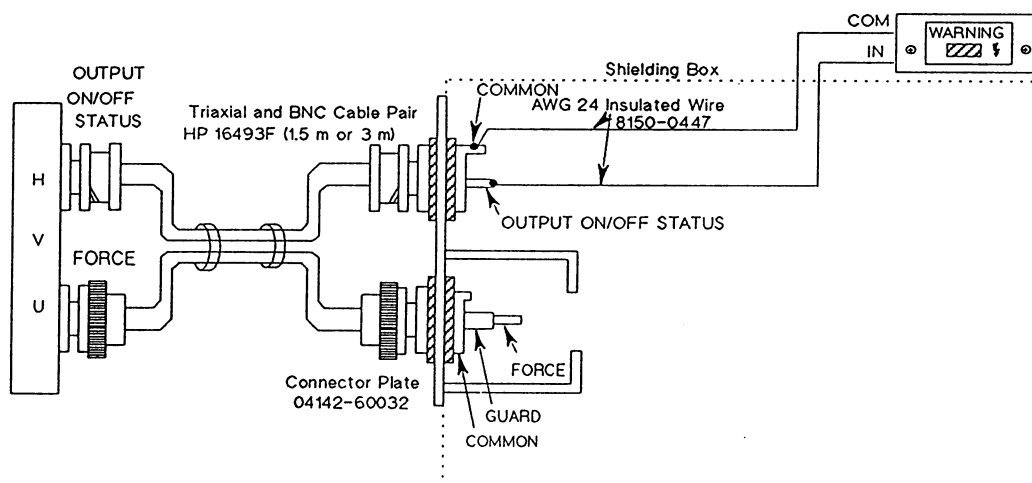 COM
WARNING
IN
OUTPUT
ON/OFF
STATUS
Shielding Box
COMMON
AWG 24 Insulated Wire
8150-0447
Triaxial and BNC Cable Pair
HP 16493F (1.5 m or 3 m)
H
V
U
OUTPUT ON/OFF STATUS
FORCE
FORCE
Connector Plate
04142-60032
GUARD
COMMON